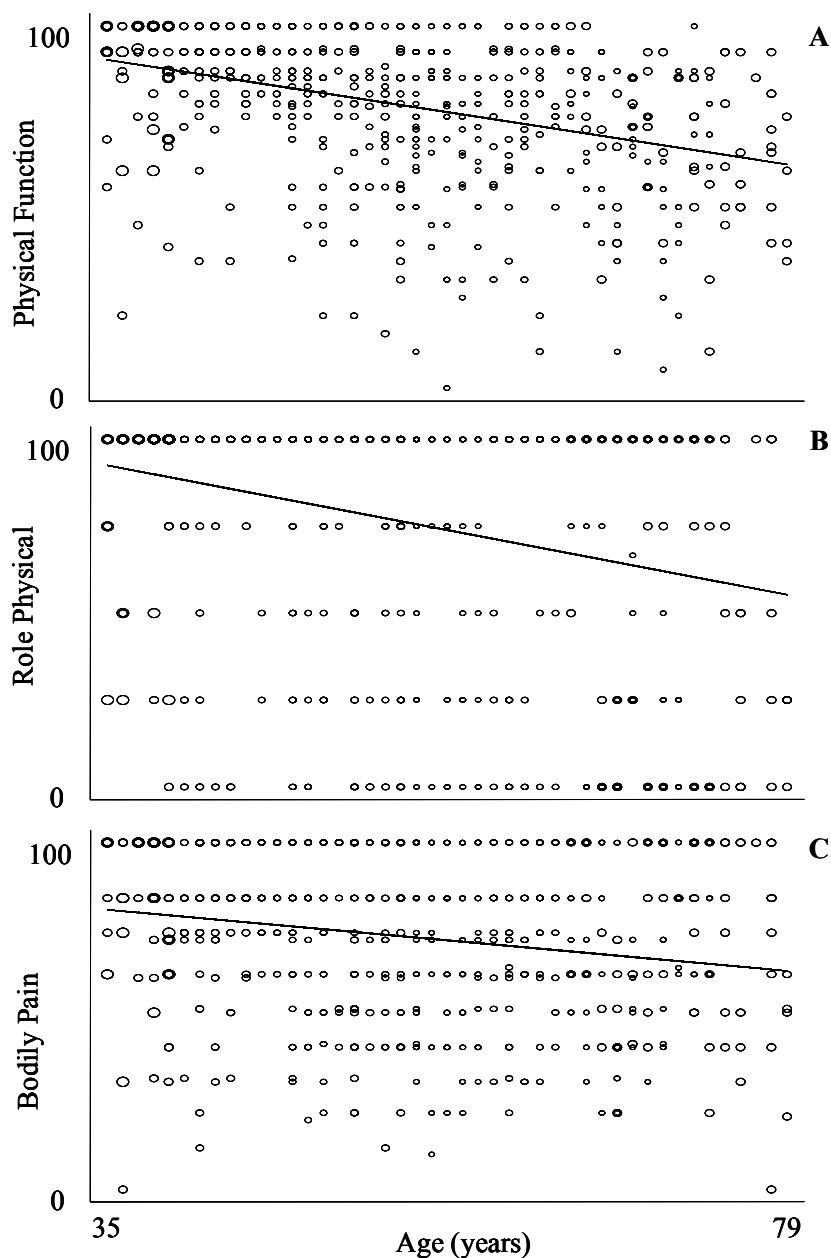 A
100
Physical Function
0
B
100
Role Physical
0
C
100
Bodily Pain
0
35 79
Age (years)